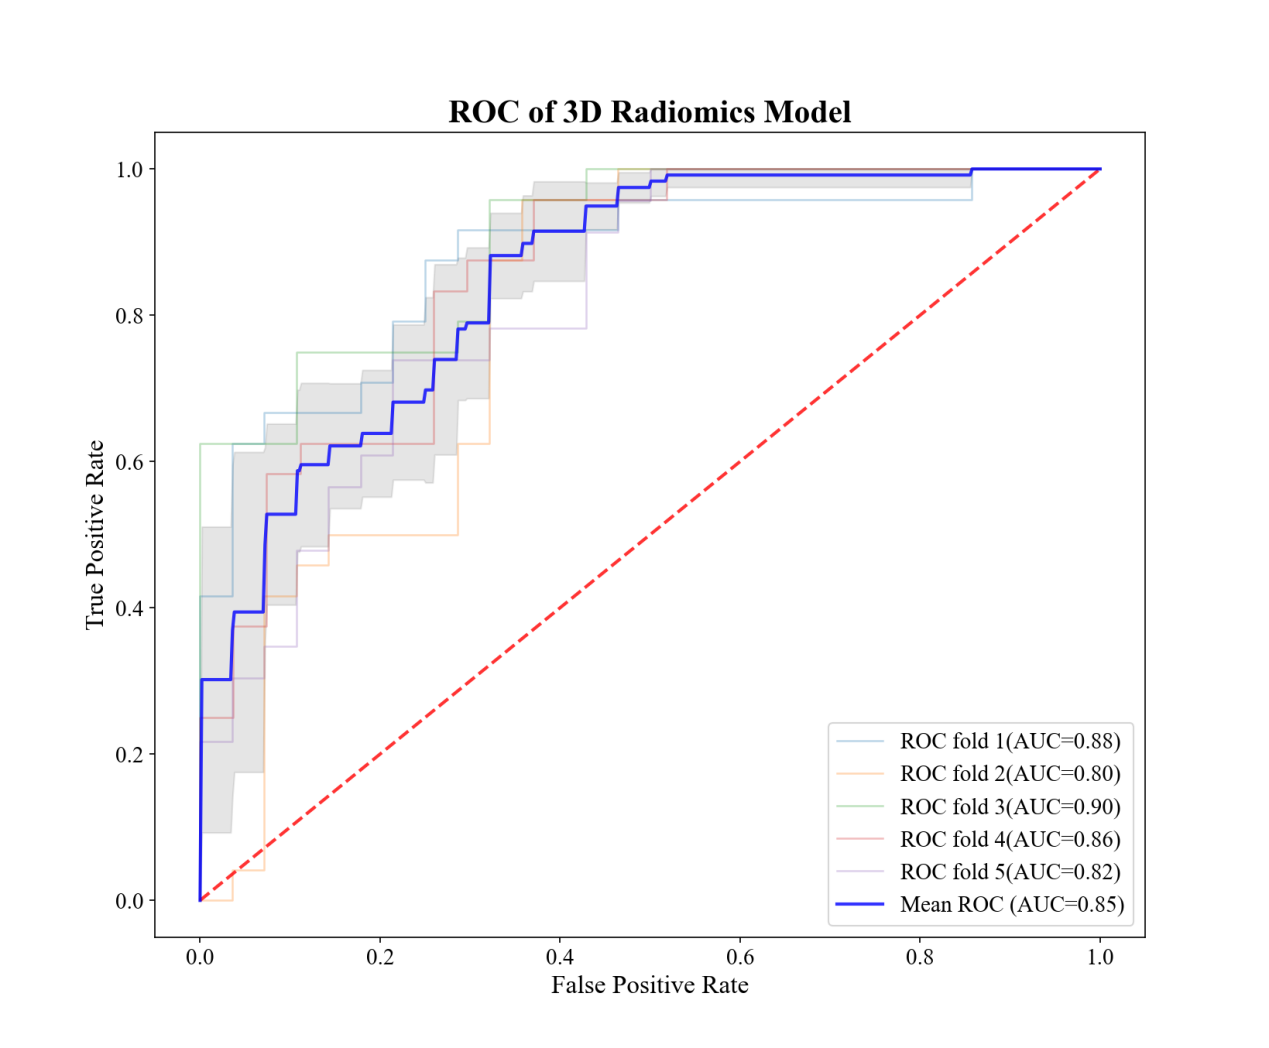 ROC of 3D Radiomics Model
1.0
0.8
0.6
0.4
0.2
0.0
True Positive Rate
0.0 0.2 0.4 0.6 0.8 1.0
False Positive Rate
ROC fold 1(AUC=0.88)
ROC fold 2(AUC=0.80)
ROC fold 3(AUC=0.90)
ROC fold 4(AUC=0.86)
ROC fold 5(AUC=0.82)
Mean ROC (AUC=0.85)